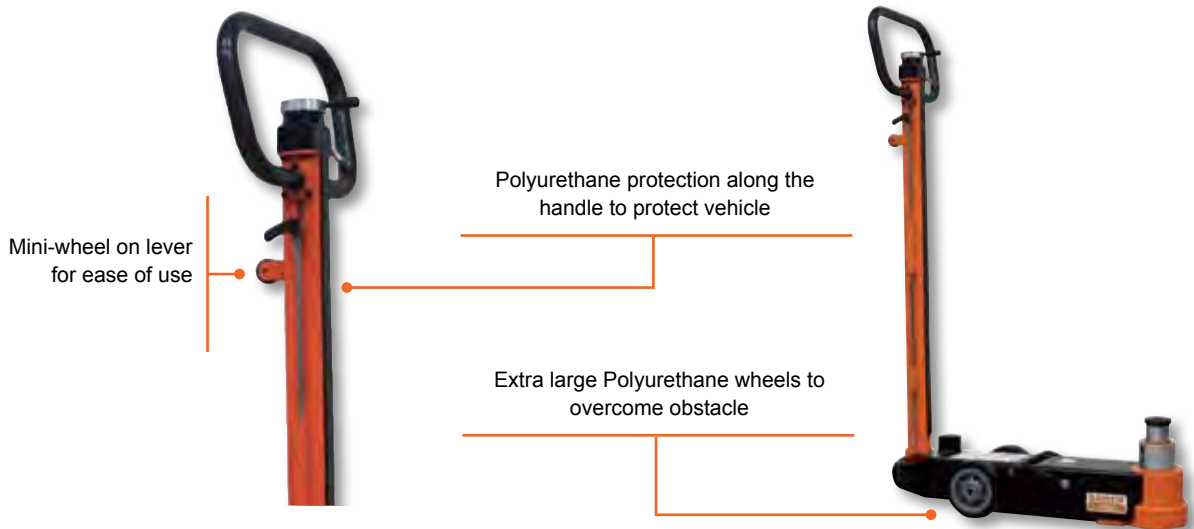 Polyurethane protection along the
handle to protect vehicle
Mini-wheel on lever
for ease of use
Extra large Polyurethane wheels to
overcome obstacle